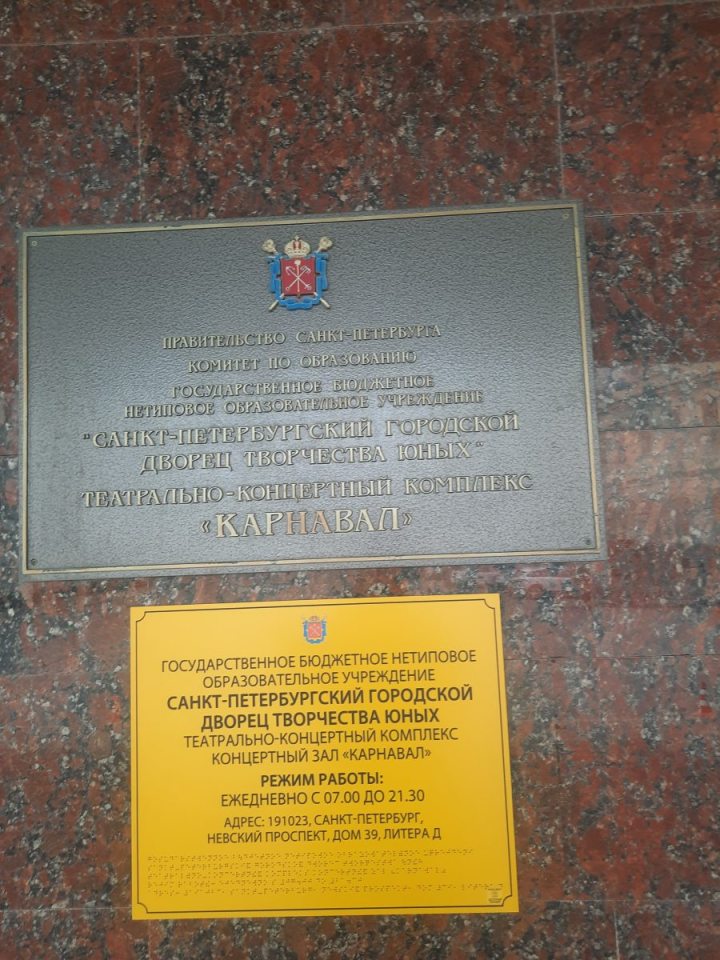 ПРАВИТЕЛЬСТВО САНКТ-ПЕТЕРБУРГА
КОМИТЕТ ПО ОБРАЗОВАНИЮ
ГОСУДАРСТВЕННОЕ БЮДЖЕТНОЕ
НЕТИПОВОЕ ОБРАЗОВАТЕЛЬНОЕ УЧРЕЖДЕНИЕ
"САНКТ-ПЕТЕРБУРГСКИЙ ГОРОДСКОЙ
ДВОРЕЦ ТВОРЧЕСТВА ЮНЫХ"
ТЕАТРАЛЬНО-КОНЦЕРТНЫЙ КОМПЛЕКС
«КАРНАВАЛ»
ГОСУДАРСТВЕННОЕ БЮДЖЕТНОЕ НЕТИПОВОЕ
ОБРАЗОВАТЕЛЬНОЕ УЧРЕЖДЕНИЕ
САНКТ-ПЕТЕРБУРГСКИЙ ГОРОДСКОЙ
ДВОРЕЦ ТВОРЧЕСТВА ЮНЫХ
ТЕАТРАЛЬНО-КОНЦЕРТНЫЙ КОМПЛЕКС
КОНЦЕРТНЫЙ ЗАЛ «КАРНАВАЛ»
РЕЖИМ РАБОТЫ:
ЕЖЕДНЕВНО С 07.00 ДО 21.30
АДРЕС: 191023, САНКТ-ПЕТЕРБУРГ,
НЕВСКИЙ ПРОСПЕКТ, ДОМ 39, ЛИТЕРА Д